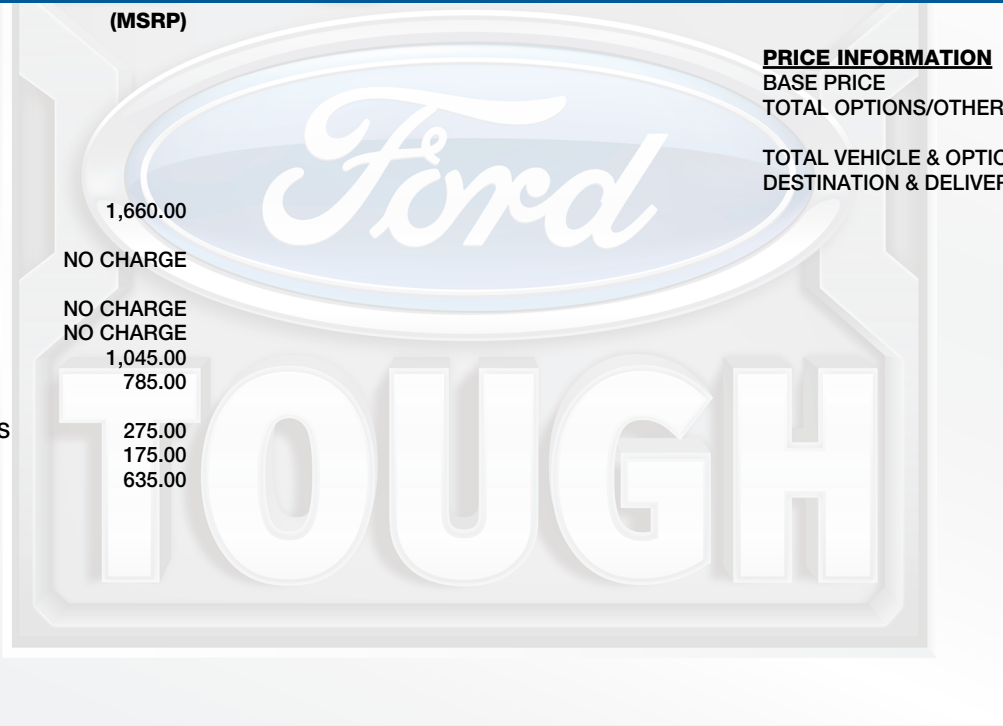 (MSRP)
PRICE INFORMATION
BASE PRICE
TOTAL OPTIONS/OTHER
TOTAL VEHICLE & OPTIO
DESTINATION & DELIVER
1,660.00
NO CHARGE
NO CHARGE
NO CHARGE
1,045.00
785.00
S 275.00
175.00
635.00
Ford
TOUGH